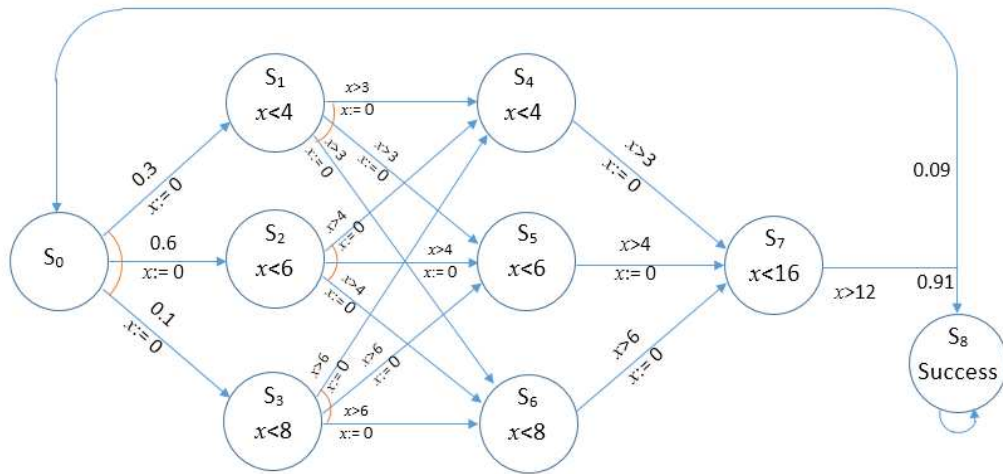 S₁
x<4
S₄
x<4
x>3
x:= 0
x>3
x:= 0
x>3
x:= 0
x>3
x:= 0
0.3
x:= 0
0.09
S₀
0.6
x:= 0
S₂
x<6
x>4
x:= 0
x>4
x:= 0
x>4
x:= 0
S₅
x<6
x>4
x:= 0
S₇
x<16
x>12
0.91
0.1
x:= 0
S₃
x<8
x>6
x:= 0
x>6
x:= 0
x>6
x:= 0
S₆
x<8
x>6
x:= 0
S₈
Success